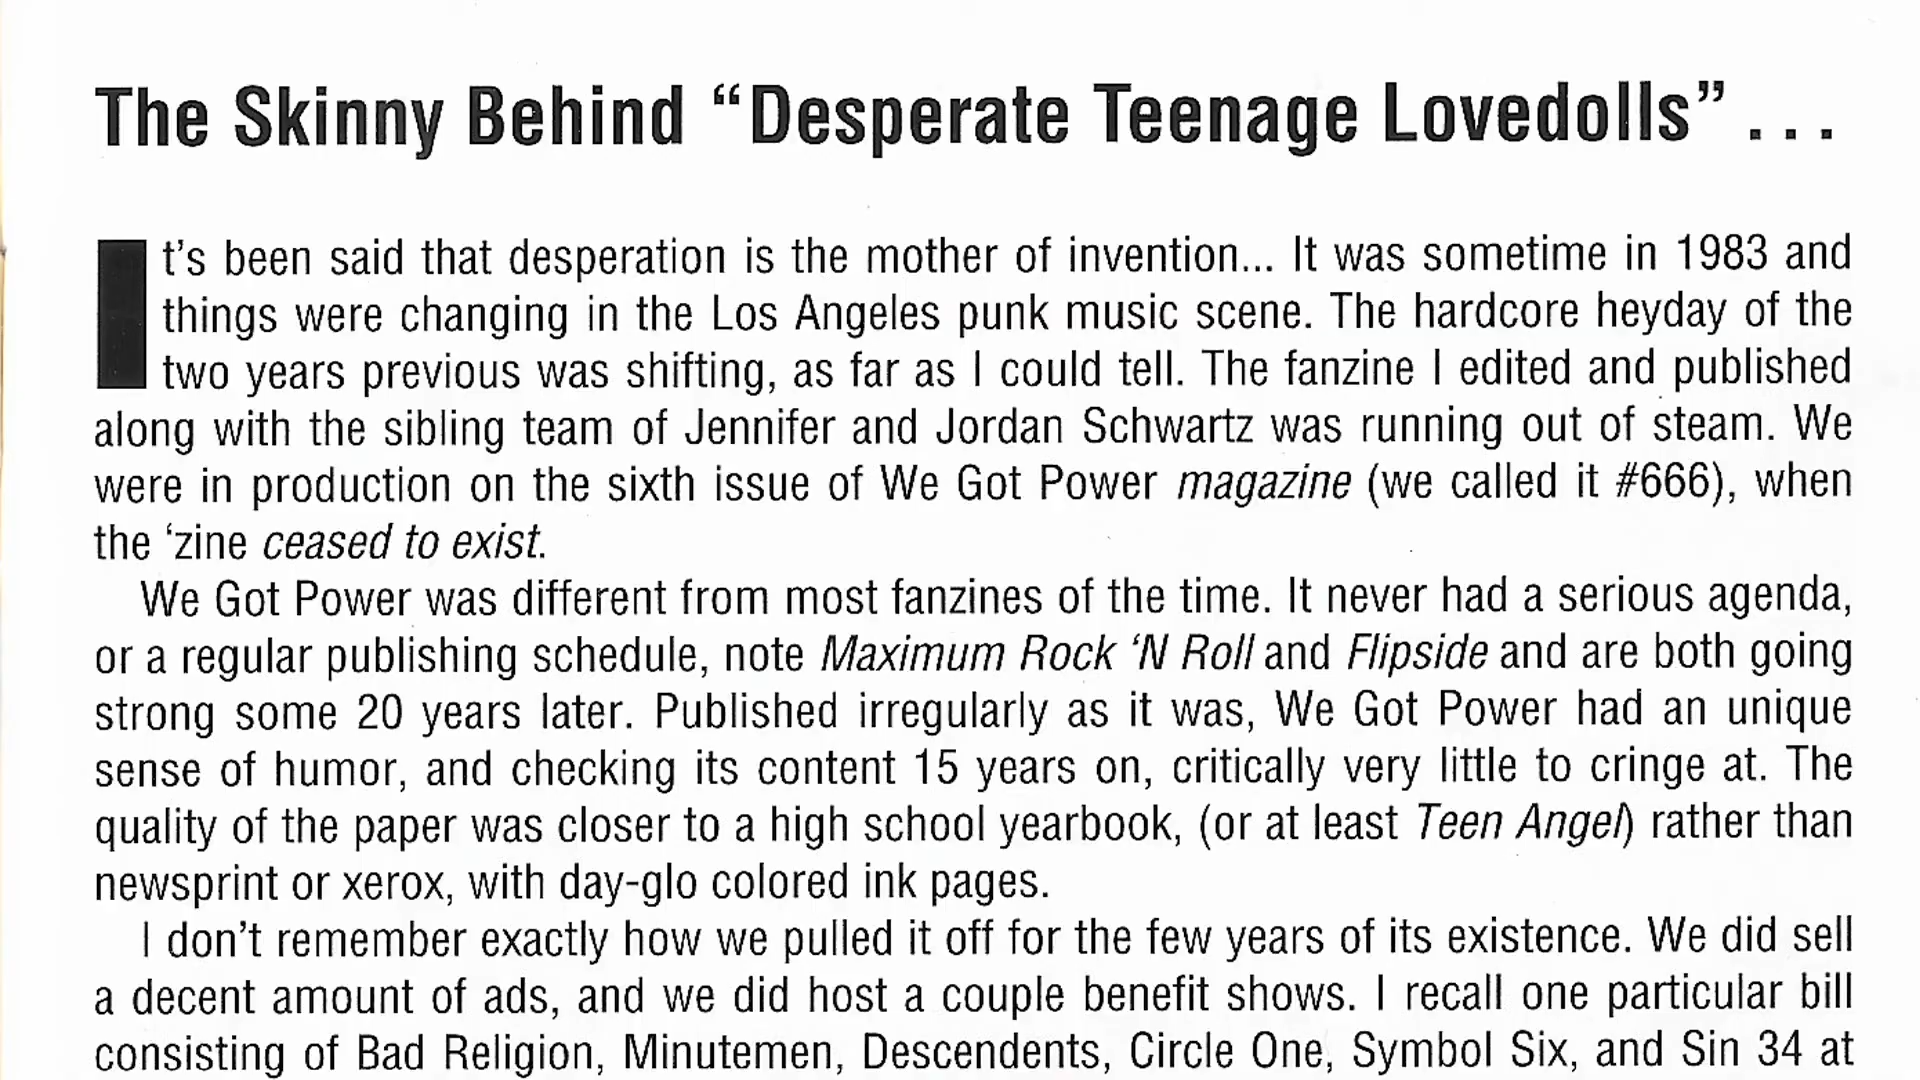 The Skinny Behind “Desperate Teenage Lovedolls” . . .
It’s been said that desperation is the mother of invention... It was sometime in 1983 and
things were changing in the Los Angeles punk music scene. The hardcore heyday of the
two years previous was shifting, as far as I could tell. The fanzine I edited and published
along with the sibling team of Jennifer and Jordan Schwartz was running out of steam. We
were in production on the sixth issue of We Got Power magazine (we called it #666), when
the ‘zine ceased to exist.
We Got Power was different from most fanzines of the time. It never had a serious agenda,
or a regular publishing schedule, note Maximum Rock ‘N Roll and Flipside and are both going
strong some 20 years later. Published irregularly as it was, We Got Power had an unique
sense of humor, and checking its content 15 years on, critically very little to cringe at. The
quality of the paper was closer to a high school yearbook, (or at least Teen Angel) rather than
newsprint or xerox, with day-glo colored ink pages.
I don’t remember exactly how we pulled it off for the few years of its existence. We did sell
a decent amount of ads, and we did host a couple benefit shows. I recall one particular bill
consisting of Bad Religion, Minutemen, Descendents, Circle One, Symbol Six, and Sin 34 at